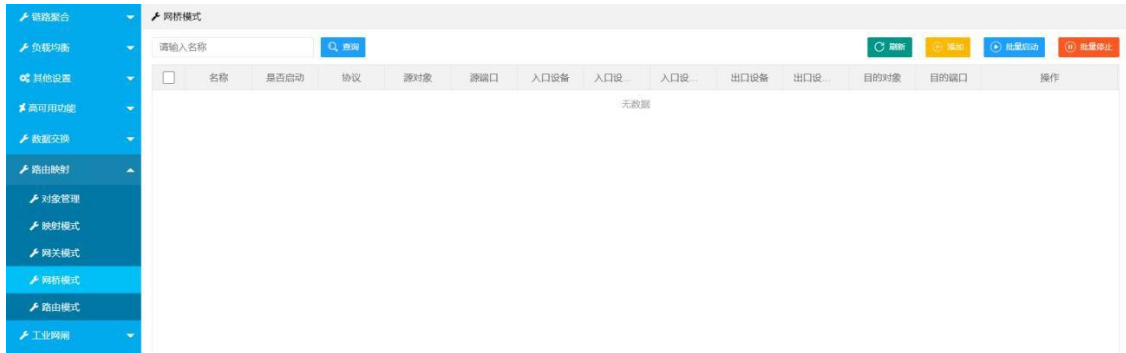 链路聚合
负载均衡
其他设置
高可用功能
数据交换
路由映射
对象管理
映射模式
网关模式
网桥模式
路由模式
工业网闸
网桥模式
请输入名称 查询 刷新 添加 批量启动 批量停止
名称 是否启动 协议 源对象 源端口 入口设备 入口设... 入口设... 出口设备 出口设... 目的对象 目的端口 操作
无数据